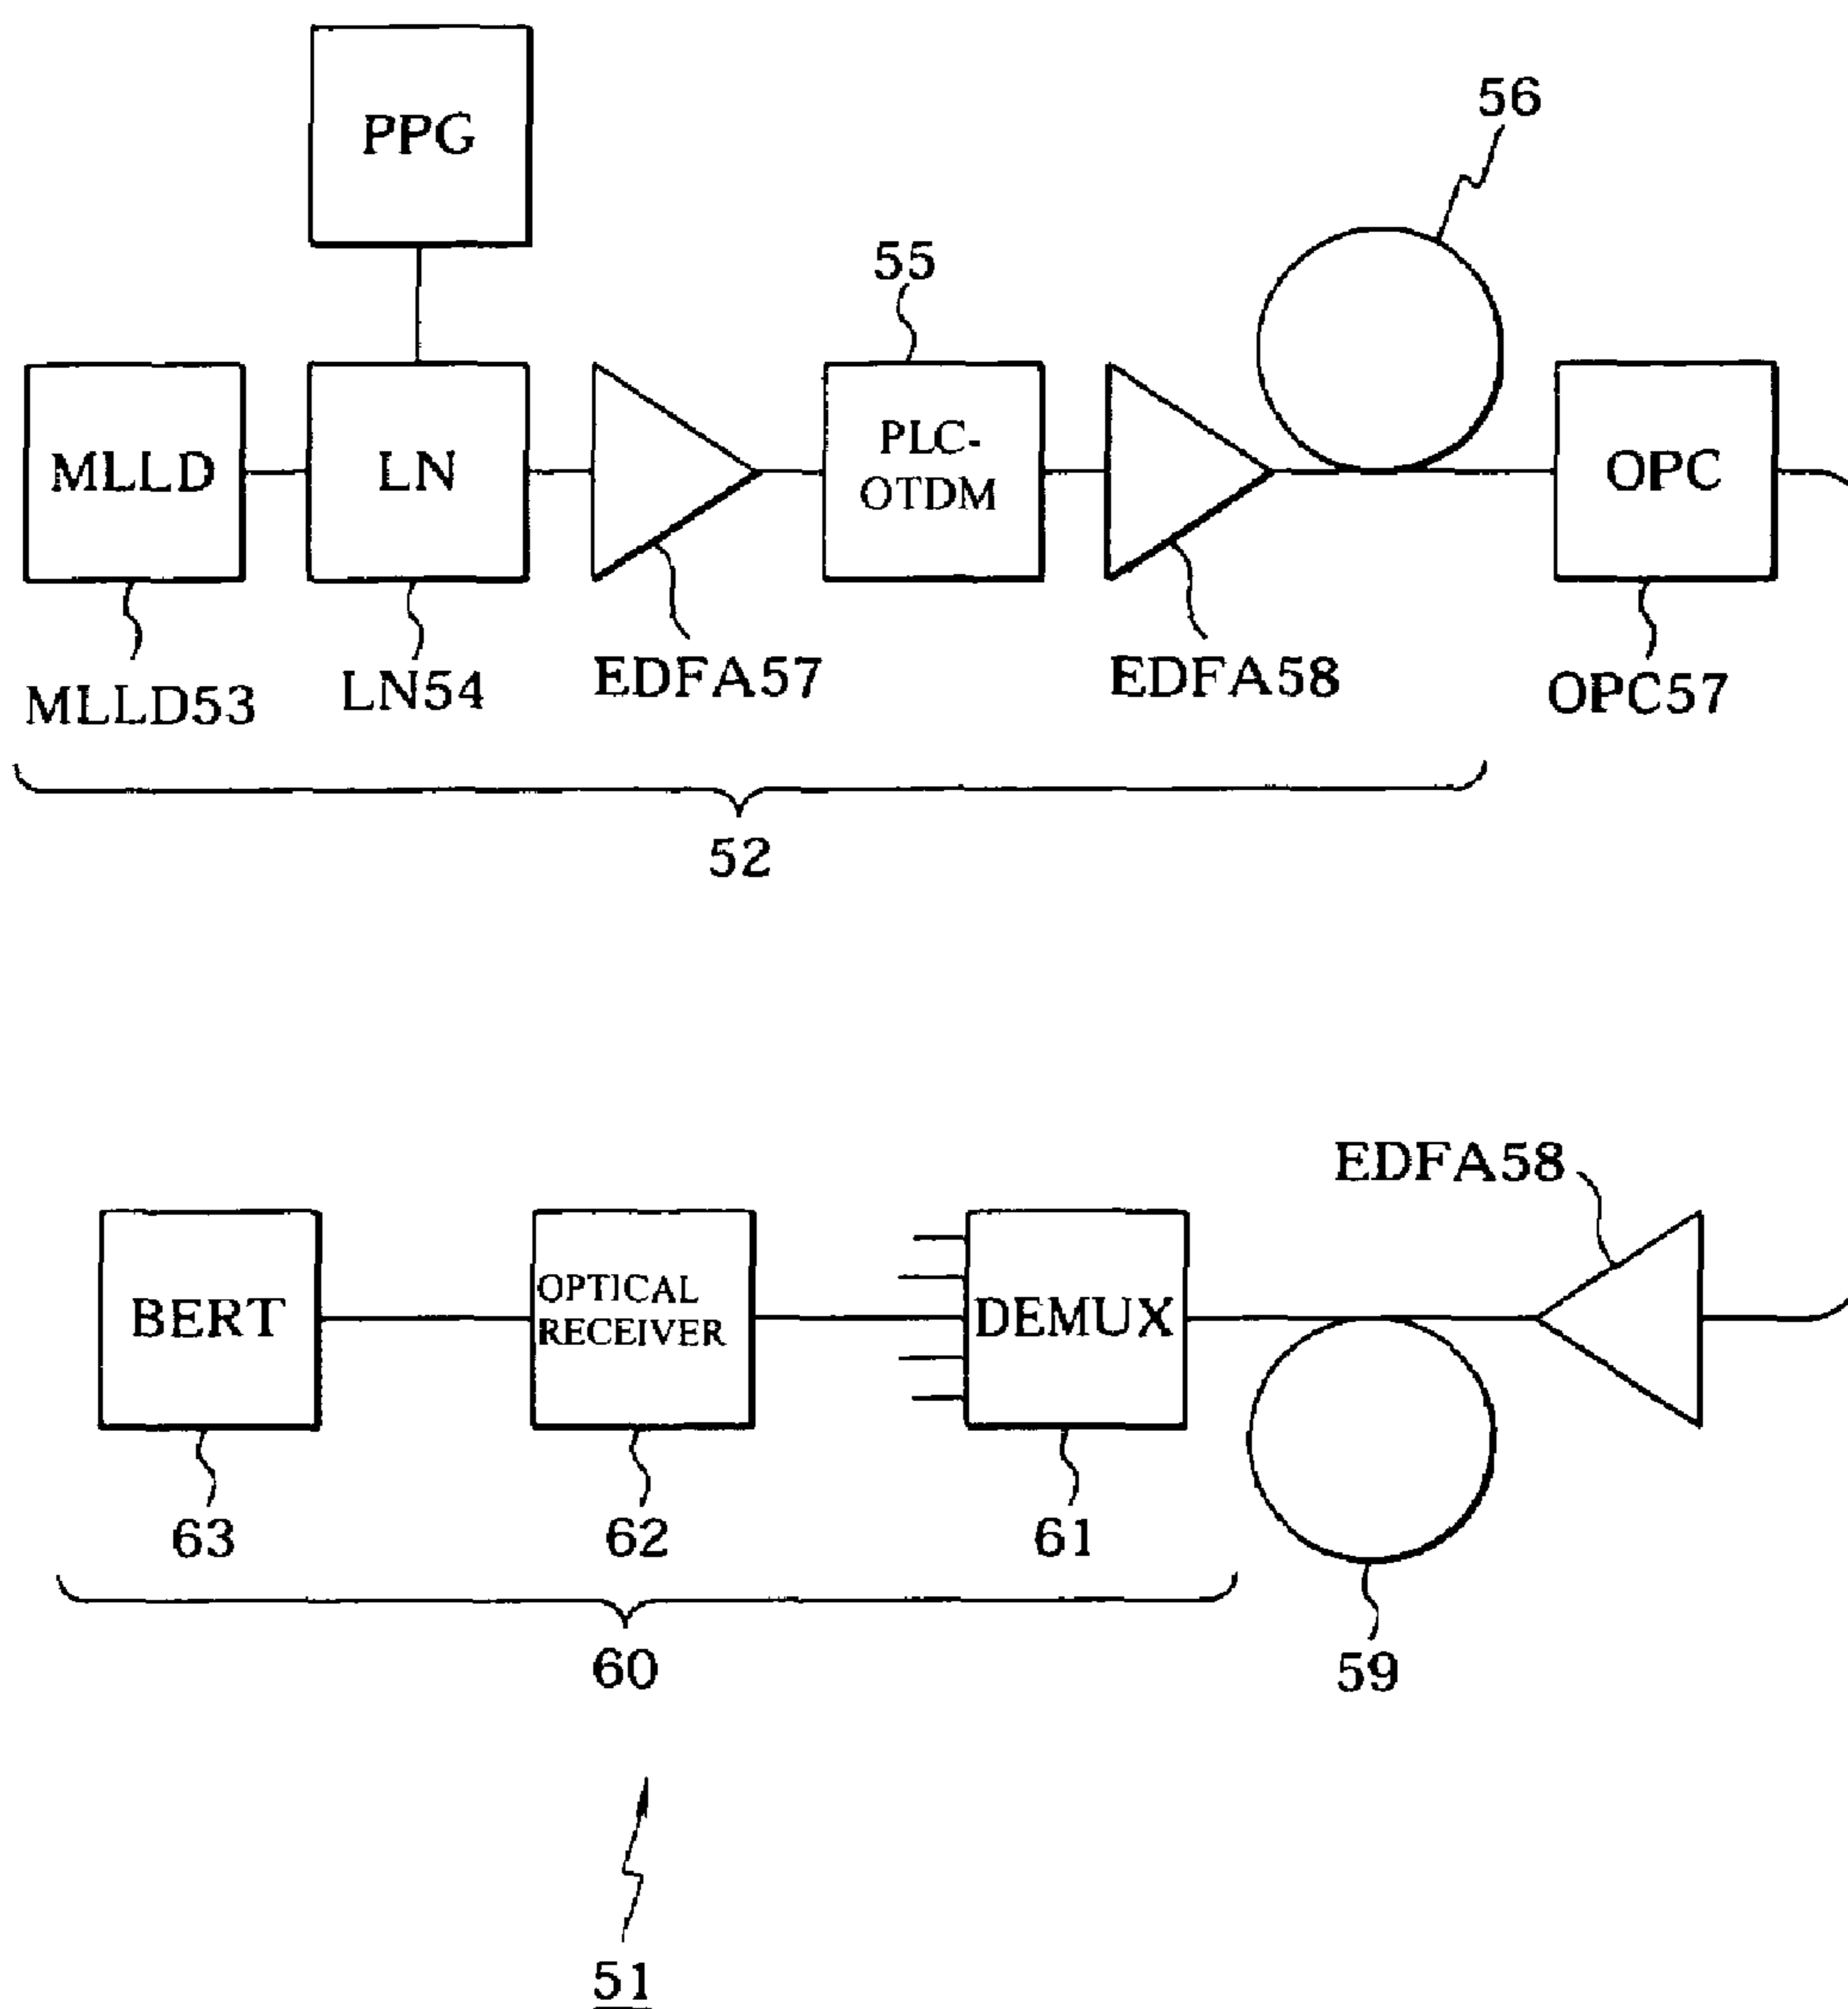 PPG
56
55
MLLD
LN
PLC-
OTDM
OPC
MLLD53
LN54
EDFA57
EDFA58
OPC57
52
EDFA58
BERT
OPTICAL
RECEIVER
DEMUX
63
62
61
60
59
51